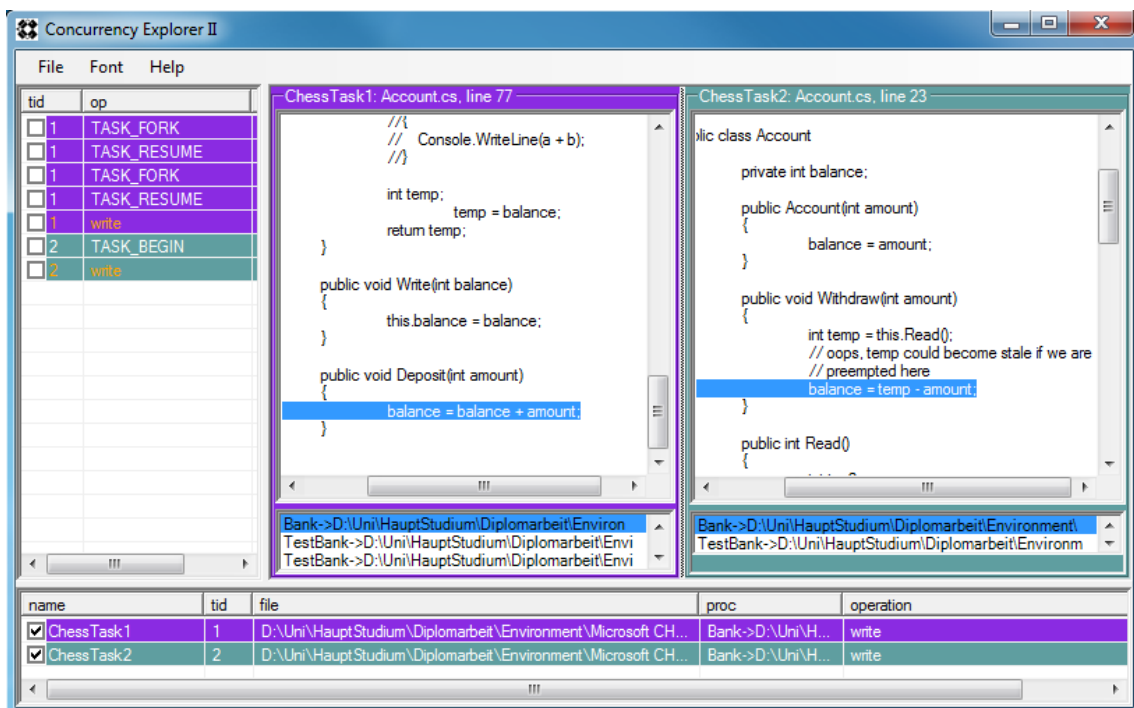 Concurrency Explorer II
File Font Help
tid op
1 TASK_FORK
1 TASK_RESUME
1 TASK_FORK
1 TASK_RESUME
1 write
2 TASK_BEGIN
2 write
ChessTask1: Account.cs, line 77
//{
// Console.WriteLine(a + b);
//}
int temp;
temp = balance;
return temp;
}
public void Write(int balance)
{
this.balance = balance;
}
public void Deposit(int amount)
{
balance = balance + amount;
}
Bank->D:\Uni\HauptStudium\Diplomarbeit\Environ
TestBank->D:\Uni\HauptStudium\Diplomarbeit\Envi
TestBank->D:\Uni\HauptStudium\Diplomarbeit\Envi
ChessTask2: Account.cs, line 23
lic class Account
private int balance;
public Account(int amount)
{
balance = amount;
}
public void Withdraw(int amount)
{
int temp = this.Read();
// oops, temp could become stale if we are
// preempted here
balance = temp - amount;
}
public int Read()
{
Bank->D:\Uni\HauptStudium\Diplomarbeit\Environment\
TestBank->D:\Uni\HauptStudium\Diplomarbeit\Environm
name tid file proc operation
ChessTask1 1 D:\Uni\HauptStudium\Diplomarbeit\Environment\Microsoft CH... Bank->D:\Uni\H... write
ChessTask2 2 D:\Uni\HauptStudium\Diplomarbeit\Environment\Microsoft CH... Bank->D:\Uni\H... write